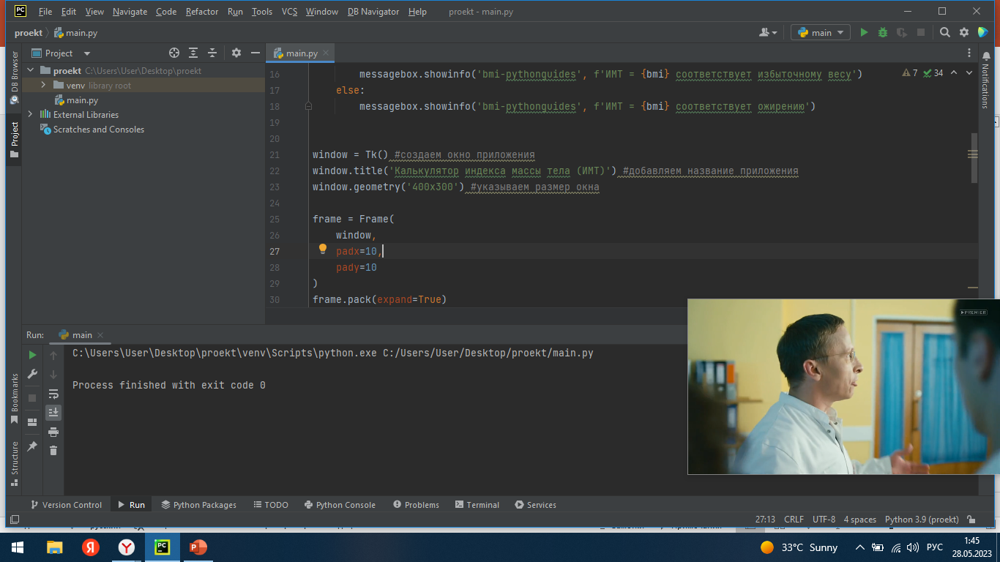 PC File Edit View Navigate Code Refactor Run Tools VCS Window DB Navigator Help proekt - main.py
proekt main.py main
Project main.py
DB Browser
Project
Notifications
proekt C:\Users\User\Desktop\proekt
venv library root
main.py
External Libraries
Scratches and Consoles
7 34
16 messagebox.showinfo('bmi-pythonguides', f'ИМТ = {bmi} соответствует избыточному весу')
17 else:
18 messagebox.showinfo('bmi-pythonguides', f'ИМТ = {bmi} соответствует ожирению')
19
20
21 window = Tk() #создаем окно приложения
22 window.title('Калькулятор индекса массы тела (ИМТ)') #добавляем название приложения
23 window.geometry('400x300') #указываем размер окна
24
25 frame = Frame(
26 window,
27 padx=10,
28 pady=10
29 )
30 frame.pack(expand=True)
PREMIER
Run: main
C:\Users\User\Desktop\proekt\venv\Scripts\python.exe C:/Users/User/Desktop/proekt/main.py
Process finished with exit code 0
Bookmarks
Structure
Version Control Run Python Packages TODO Python Console Problems Terminal Services
27:13 CRLF UTF-8 4 spaces Python 3.9 (proekt)
Я Y PC P 33°C Sunny РУС 1:45
28.05.2023